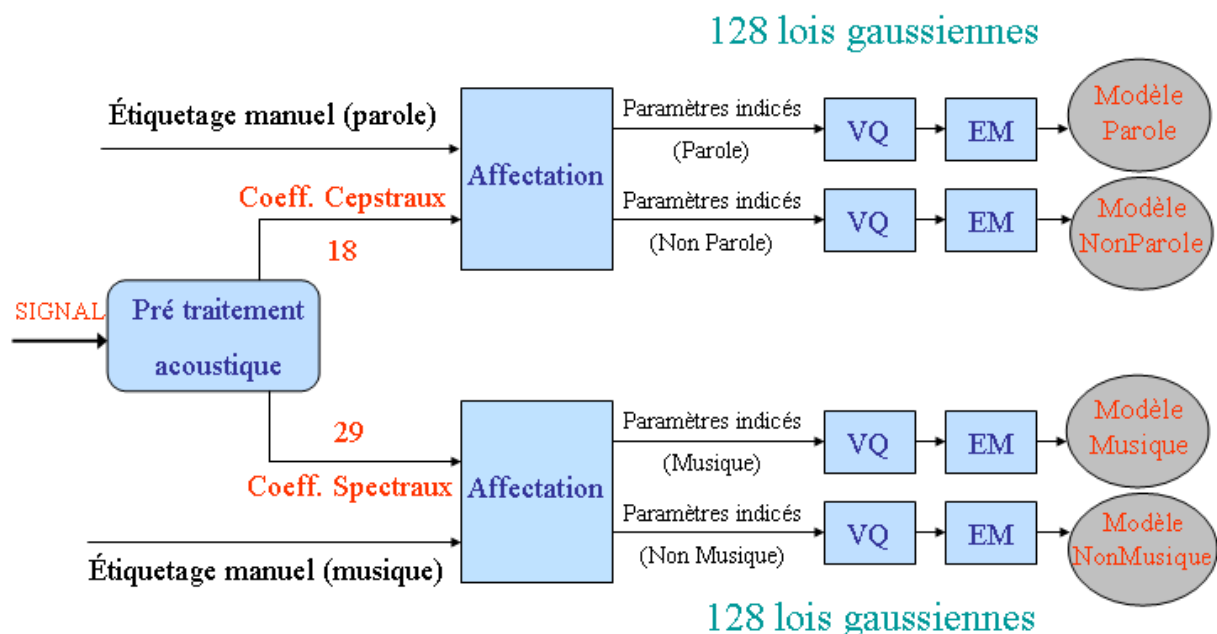 128 lois gaussiennes
Étiquetage manuel (parole)
Coeff. Cepstraux
18
Affectation
Paramètres indicés
(Parole)
VQ
EM
Modèle
Parole
Paramètres indicés
(Non Parole)
VQ
EM
Modèle
NonParole
SIGNAL
Pré traitement
acoustique
29
Coeff. Spectraux
Étiquetage manuel (musique)
Affectation
Paramètres indicés
(Musique)
VQ
EM
Modèle
Musique
Paramètres indicés
(Non Musique)
VQ
EM
Modèle
NonMusique
128 lois gaussiennes